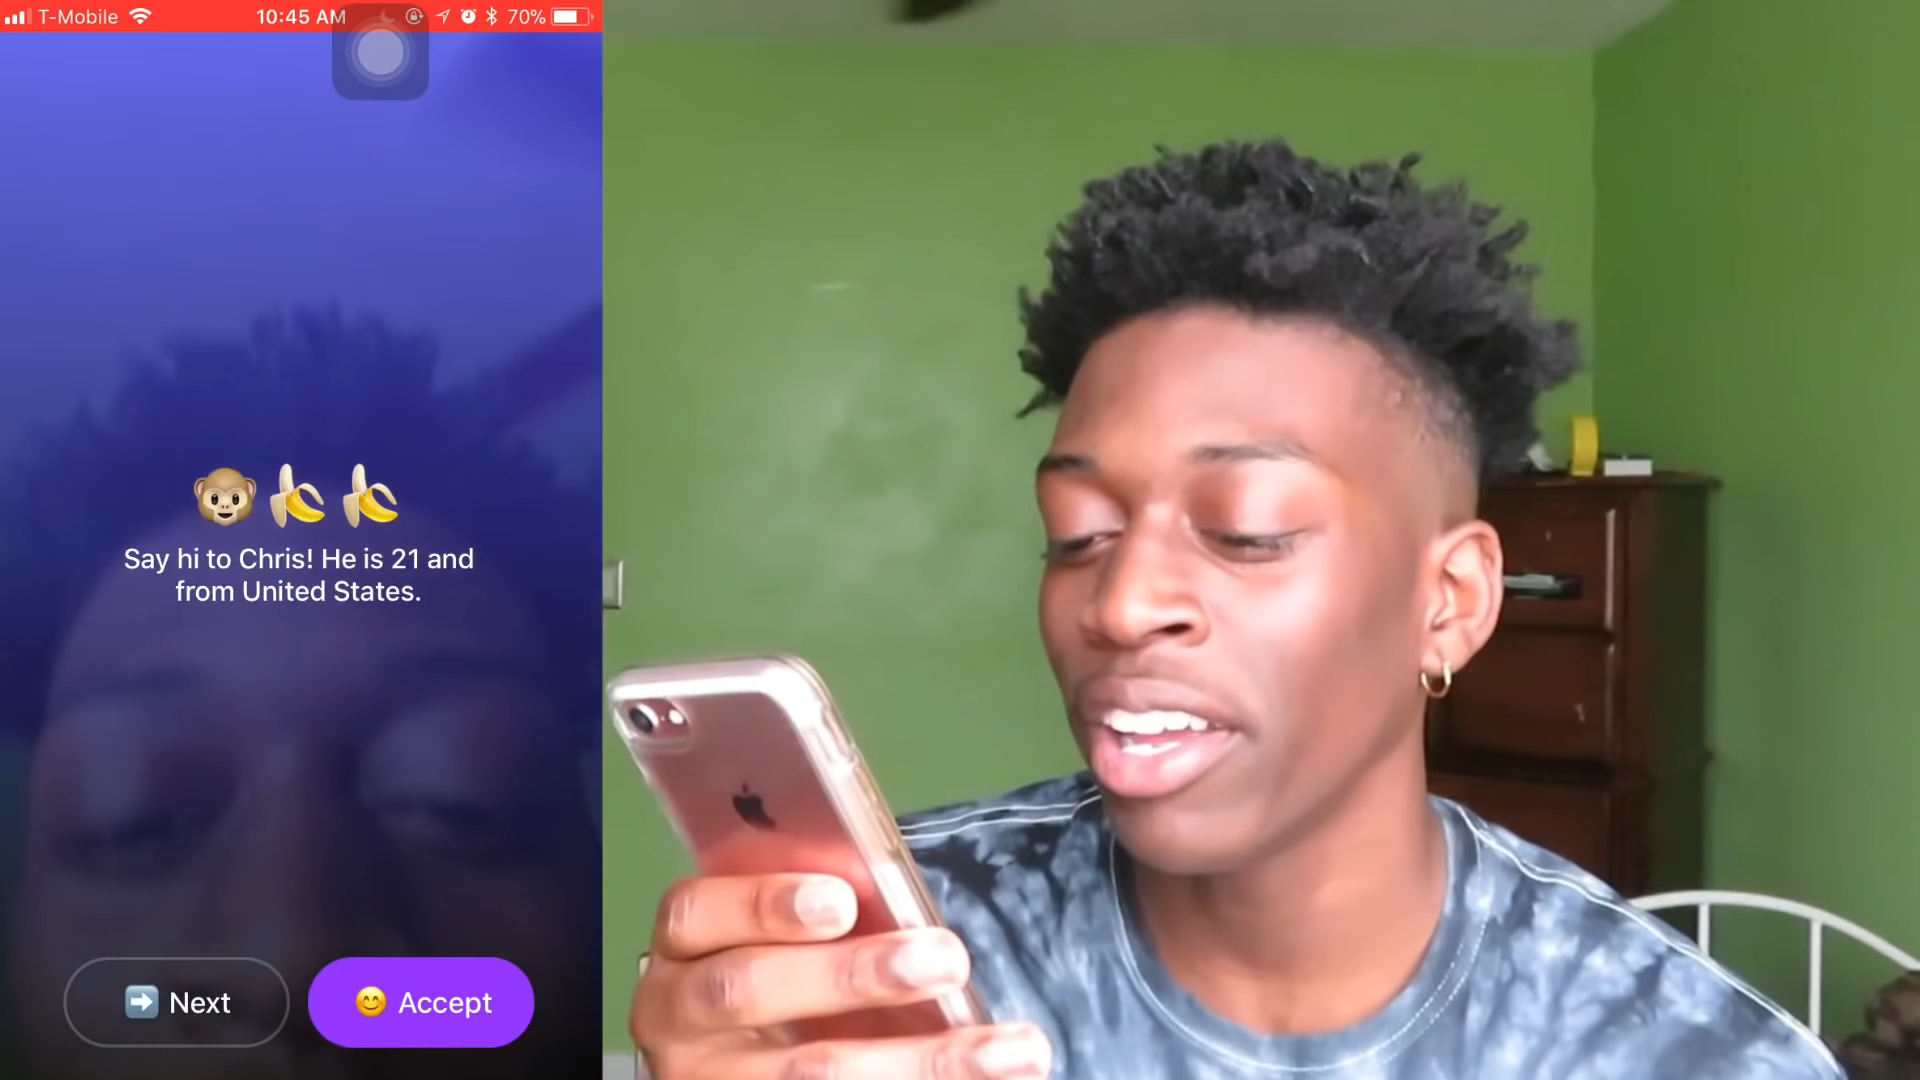 T-Mobile 10:45 AM 70%
Say hi to Chris! He is 21 and
from United States.
Next Accept